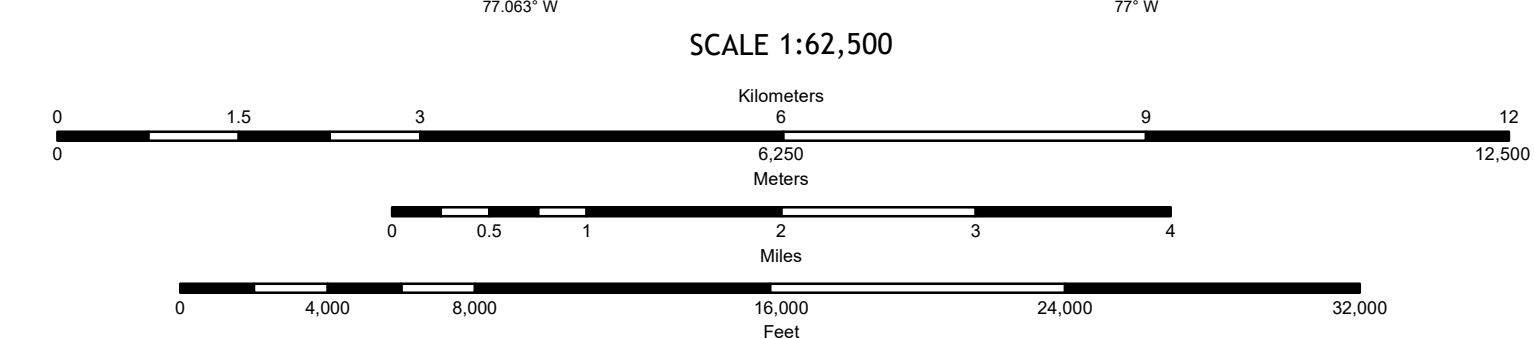 77.063° W 77° W
SCALE 1:62,500
Kilometers
0 1.5 3 6 9 12
0 6,250 12,500
Meters
0 0.5 1 2 3 4
Miles
0 4,000 8,000 16,000 24,000 32,000
Feet